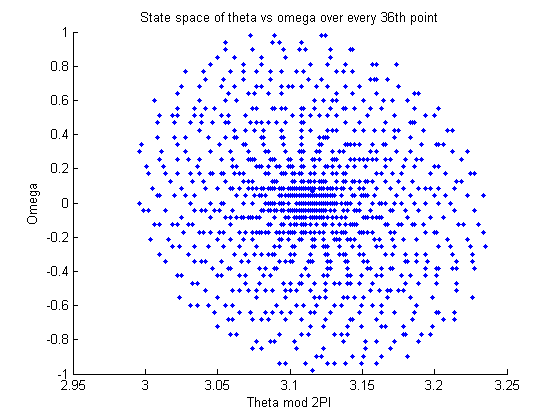 State space of theta vs omega over every 36th point
1
0.8
0.6
0.4
0.2
0
-0.2
-0.4
-0.6
-0.8
-1
Omega
2.95 3 3.05 3.1 3.15 3.2 3.25
Theta mod 2PI